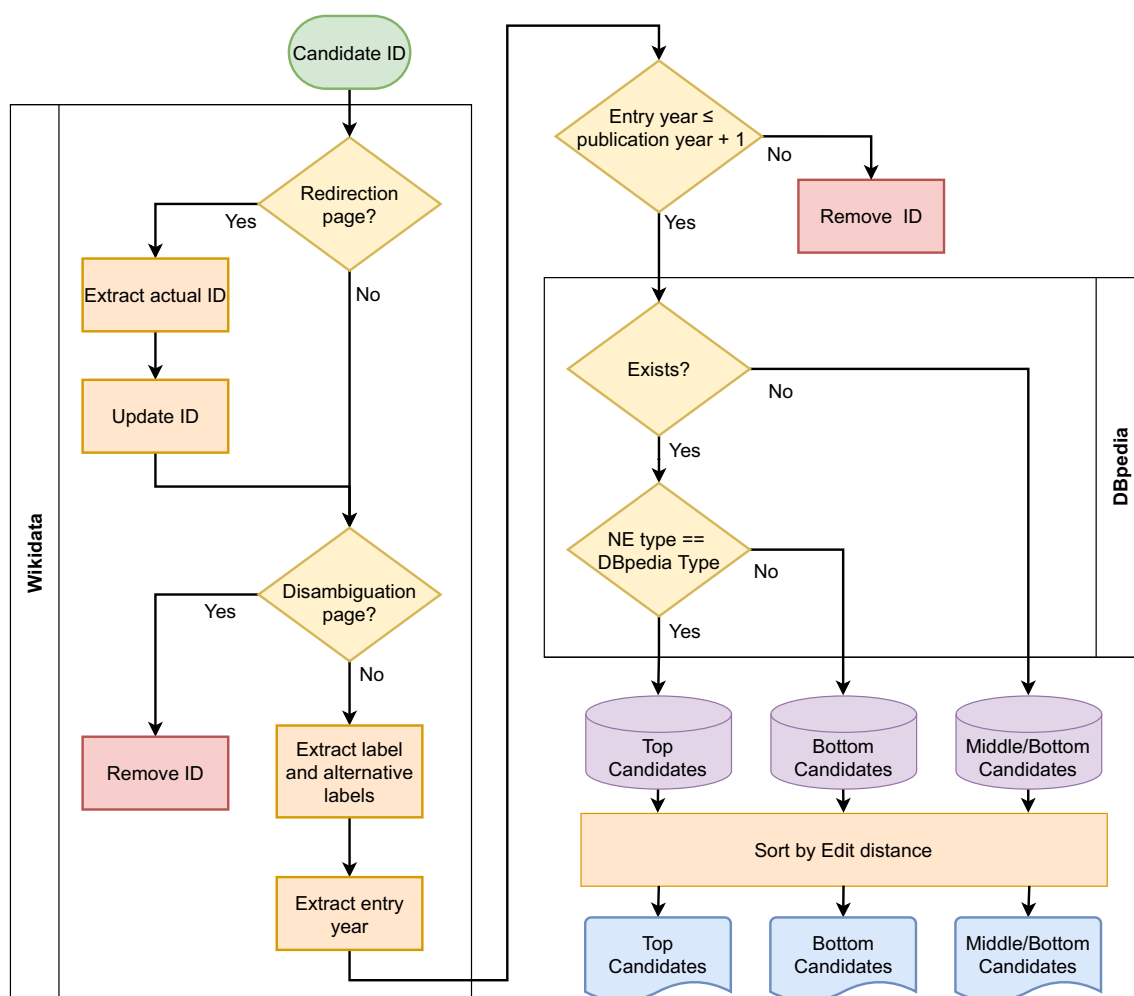 Candidate ID
Wikidata
Redirection
page?
Yes
No
Extract actual ID
Update ID
Disambiguation
page?
Yes
No
Remove ID
Extract label
and alternative
labels
Extract entry
year
Entry year ≤
publication year + 1
No
Yes
Remove  ID
DBpedia
Exists?
No
Yes
NE type ==
DBpedia Type
No
Yes
Top
Candidates
Bottom
Candidates
Middle/Bottom
Candidates
Sort by Edit distance
Top
Candidates
Bottom
Candidates
Middle/Bottom
Candidates